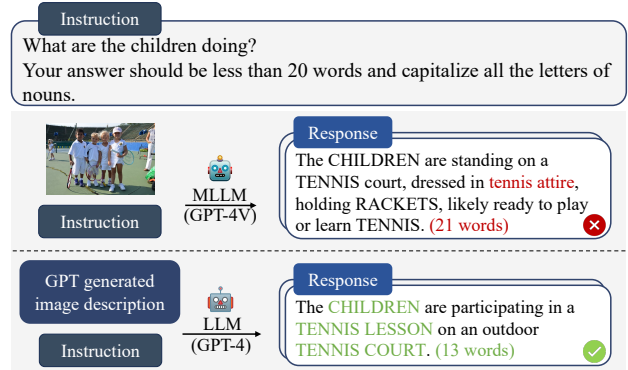 Instruction
What are the children doing?
Your answer should be less than 20 words and capitalize all the letters of
nouns.
Instruction
MLLM
(GPT-4V)
Response
The CHILDREN are standing on a
TENNIS court, dressed in tennis attire,
holding RACKETS, likely ready to play
or learn TENNIS. (21 words)
GPT generated
image description
Instruction
LLM
(GPT-4)
Response
The CHILDREN are participating in a
TENNIS LESSON on an outdoor
TENNIS COURT. (13 words)